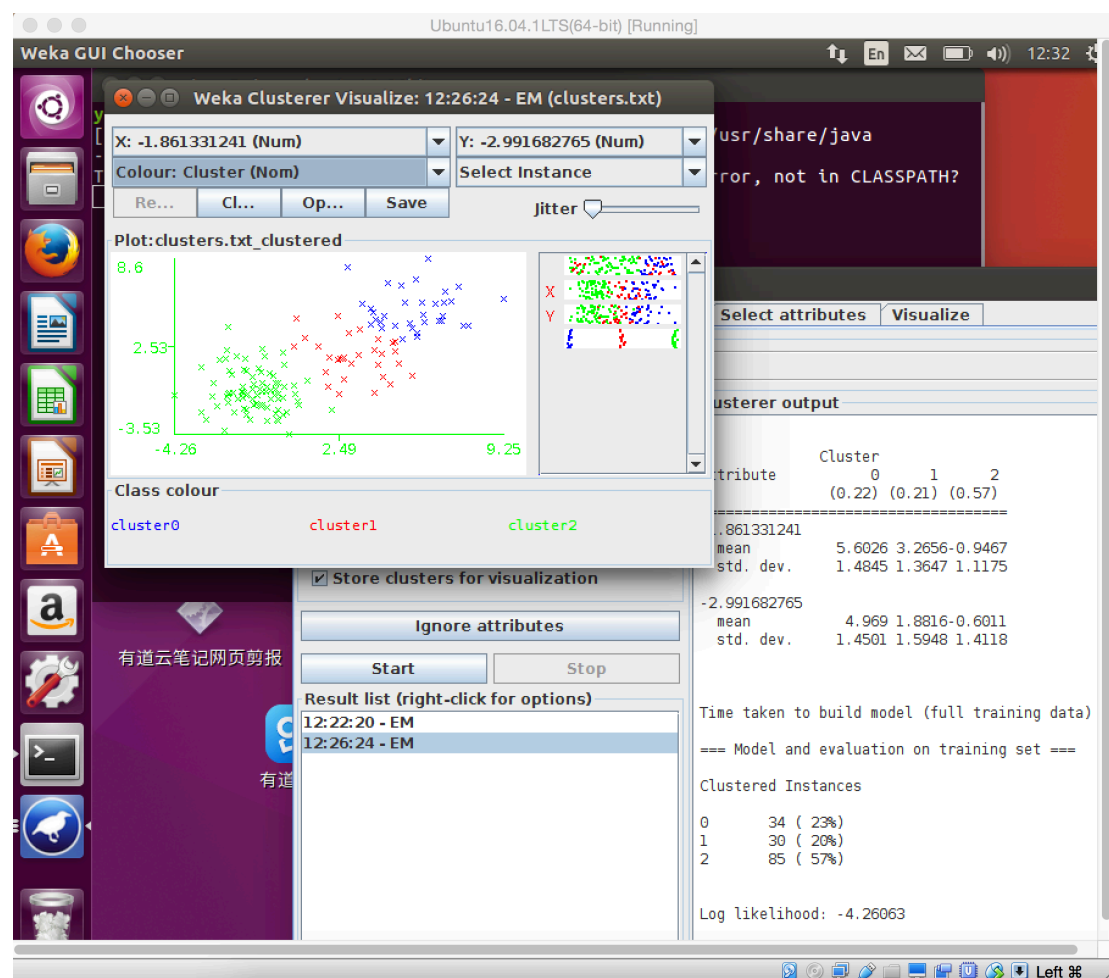 Ubuntu16.04.1LTS(64-bit) [Running]
Weka GUI Chooser
En
12:32
Weka Clusterer Visualize: 12:26:24 - EM (clusters.txt)
X: -1.861331241 (Num)
Y: -2.991682765 (Num)
Colour: Cluster (Nom)
Select Instance
Re...
Cl...
Op...
Save
Jitter
Plot:clusters.txt_clustered
8.6
2.53
-3.53
-4.26
2.49
9.25
X
Y
Class colour
cluster0
cluster1
cluster2
y
[
-
T
/usr/share/java
rror, not in CLASSPATH?
Select attributes
Visualize
usterer output
Cluster
ttribute 0 1 2
(0.22) (0.21) (0.57)
====================================
.861331241
mean 5.6026 3.2656-0.9467
std. dev. 1.4845 1.3647 1.1175
-2.991682765
mean 4.969 1.8816-0.6011
std. dev. 1.4501 1.5948 1.4118
Time taken to build model (full training data)
=== Model and evaluation on training set ===
Clustered Instances
0 34 ( 23%)
1 30 ( 20%)
2 85 ( 57%)
Log likelihood: -4.26063
Store clusters for visualization
Ignore attributes
Start
Stop
Result list (right-click for options)
12:22:20 - EM
12:26:24 - EM
有道云笔记网页剪报
有道
Left ⌘